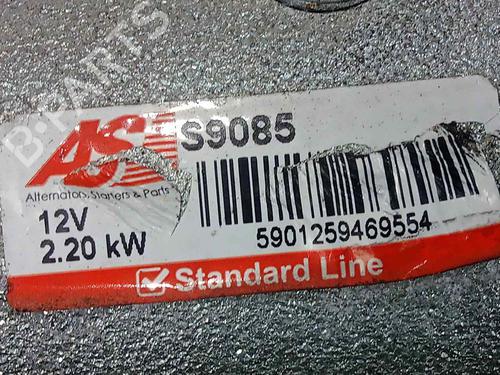 B-PARTS
AS
S9085
Alternators, Starters & Parts
12V
2.20 kW
5901259469554
Standard Line